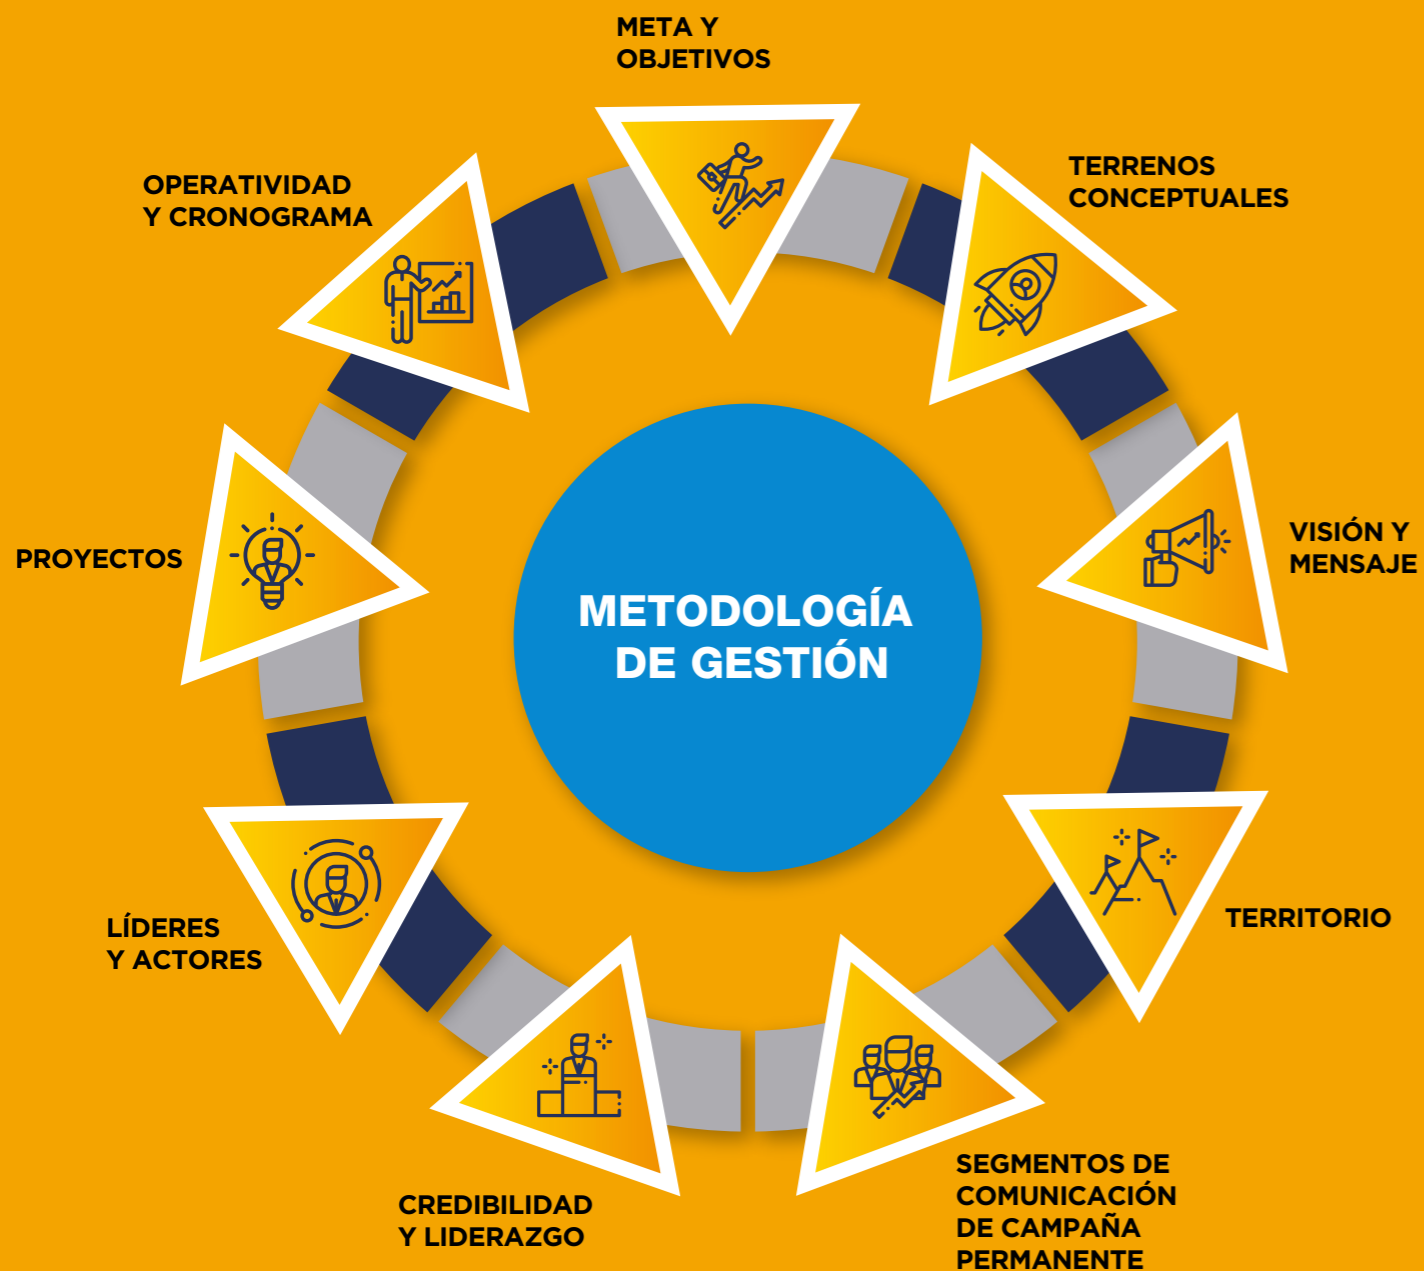 META Y
OBJETIVOS
TERRENOS
CONCEPTUALES
VISIÓN Y
MENSAJE
TERRITORIO
SEGMENTOS DE
COMUNICACIÓN
DE CAMPAÑA
PERMANENTE
CREDIBILIDAD
Y LIDERAZGO
LÍDERES
Y ACTORES
PROYECTOS
OPERATIVIDAD
Y CRONOGRAMA
METODOLOGÍA
DE GESTIÓN